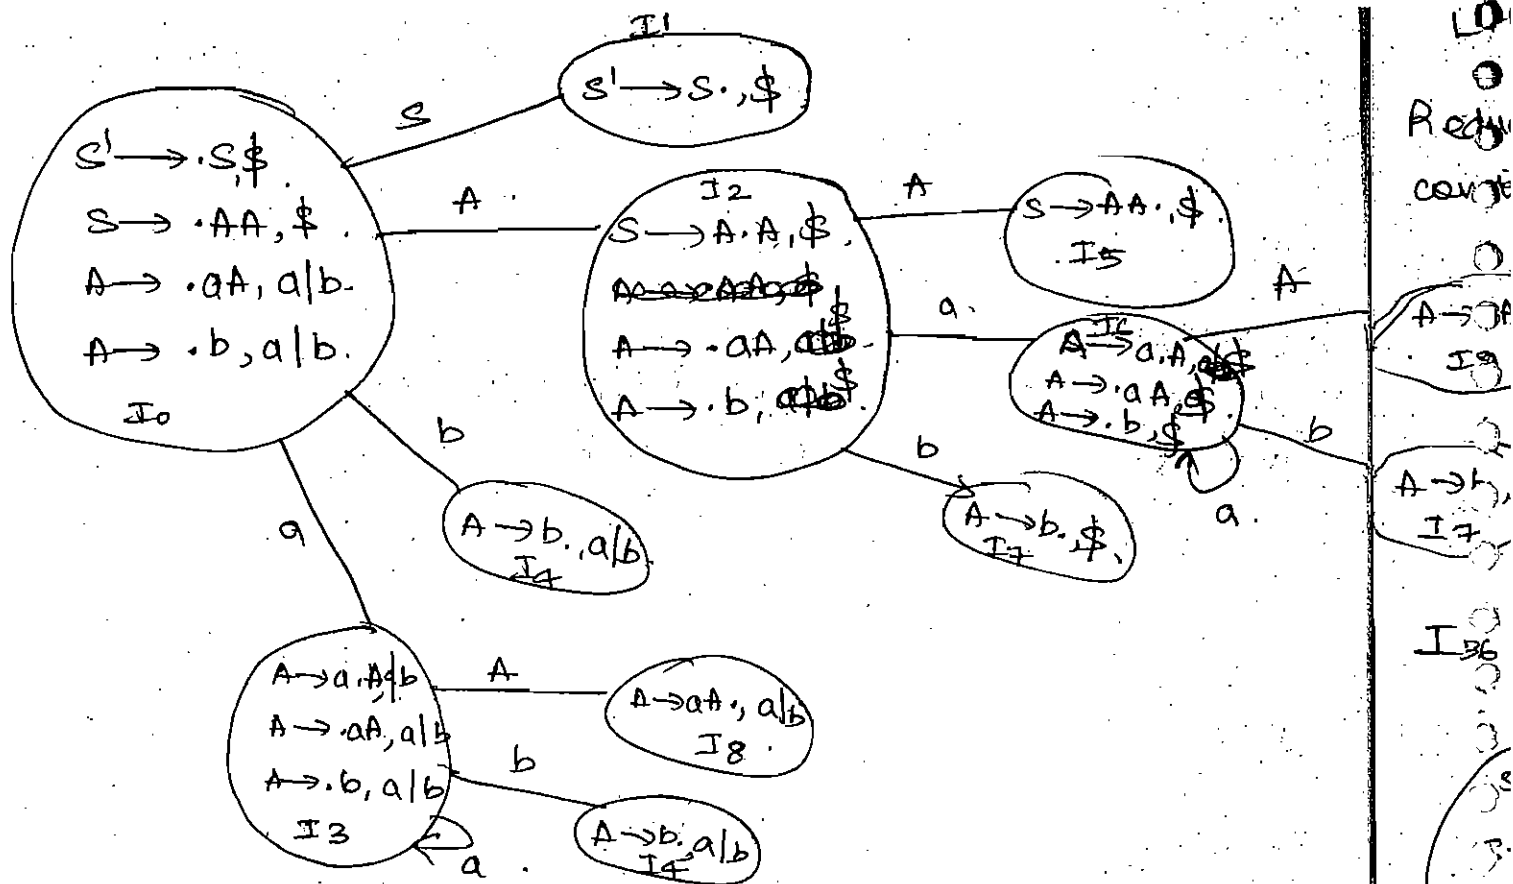 I1
S' → S·, $
S
S' → ·S, $
S → ·AA, $
A → ·aA, a|b
A → ·b, a|b
I0
A
I2
S → A·A, $
A → ·aA, $
A → ·b, $
A
S → AA·, $
I5
a
I6
A → a·A, $
A → ·aA, $
A → ·b, $
a
A
A →
I9
b
A → b
I7
b
A → b·, $
I7
b
A → b·, a|b
I4
a
A → a·A, a|b
A → ·aA, a|b
A → ·b, a|b
I3
a
A
A → aA·, a|b
I8
b
A → b·, a|b
I4
I36